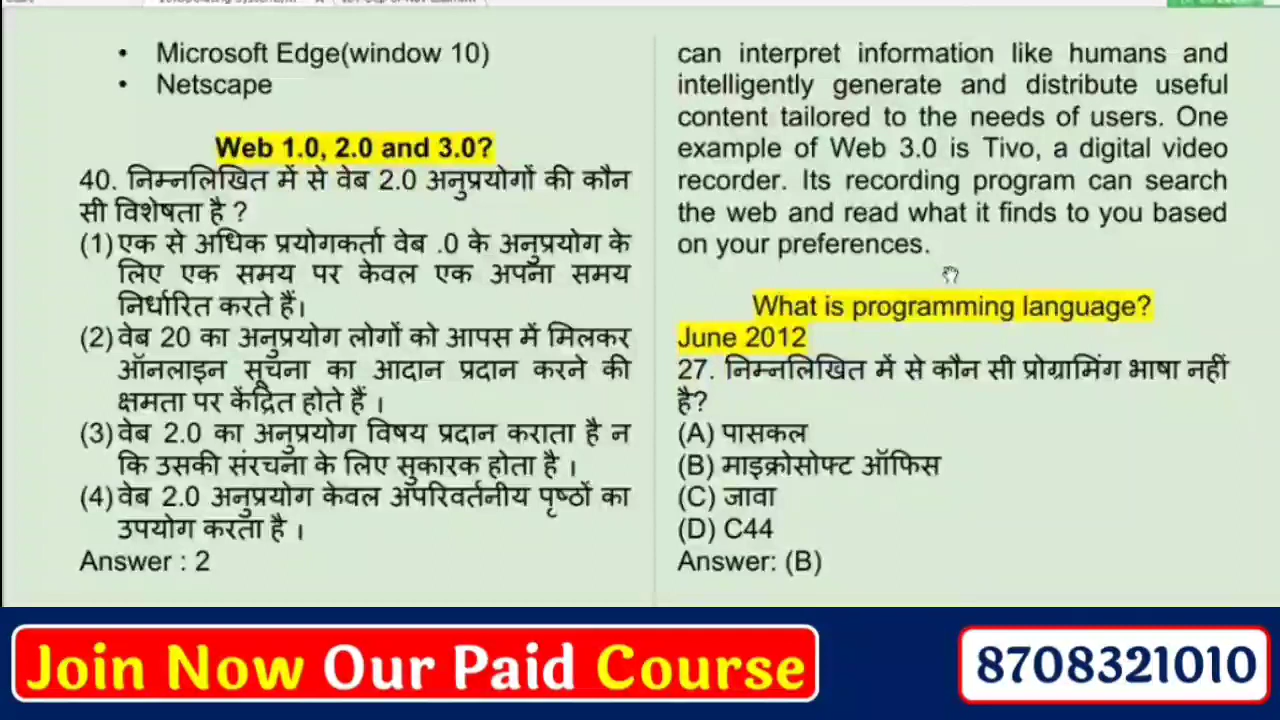 • Microsoft Edge(window 10)
• Netscape
Web 1.0, 2.0 and 3.0?
40. निम्नलिखित में से वेब 2.0 अनुप्रयोगों की कौन
सी विशेषता है ?
(1) एक से अधिक प्रयोगकर्ता वेब .0 के अनुप्रयोग के
लिए एक समय पर केवल एक अपना समय
निर्धारित करते हैं।
(2) वेब 20 का अनुप्रयोग लोगों को आपस में मिलकर
ऑनलाइन सूचना का आदान प्रदान करने की
क्षमता पर केंद्रित होते हैं ।
(3) वेब 2.0 का अनुप्रयोग विषय प्रदान कराता है न
कि उसकी संरचना के लिए सुकारक होता है ।
(4) वेब 2.0 अनुप्रयोग केवल अपरिवर्तनीय पृष्ठों का
उपयोग करता है ।
Answer : 2
can interpret information like humans and
intelligently generate and distribute useful
content tailored to the needs of users. One
example of Web 3.0 is Tivo, a digital video
recorder. Its recording program can search
the web and read what it finds to you based
on your preferences.
What is programming language?
June 2012
27. निम्नलिखित में से कौन सी प्रोग्रामिंग भाषा नहीं
है?
(A) पासकल
(B) माइक्रोसोफ्ट ऑफिस
(C) जावा
(D) C44
Answer: (B)
Join Now Our Paid Course
8708321010